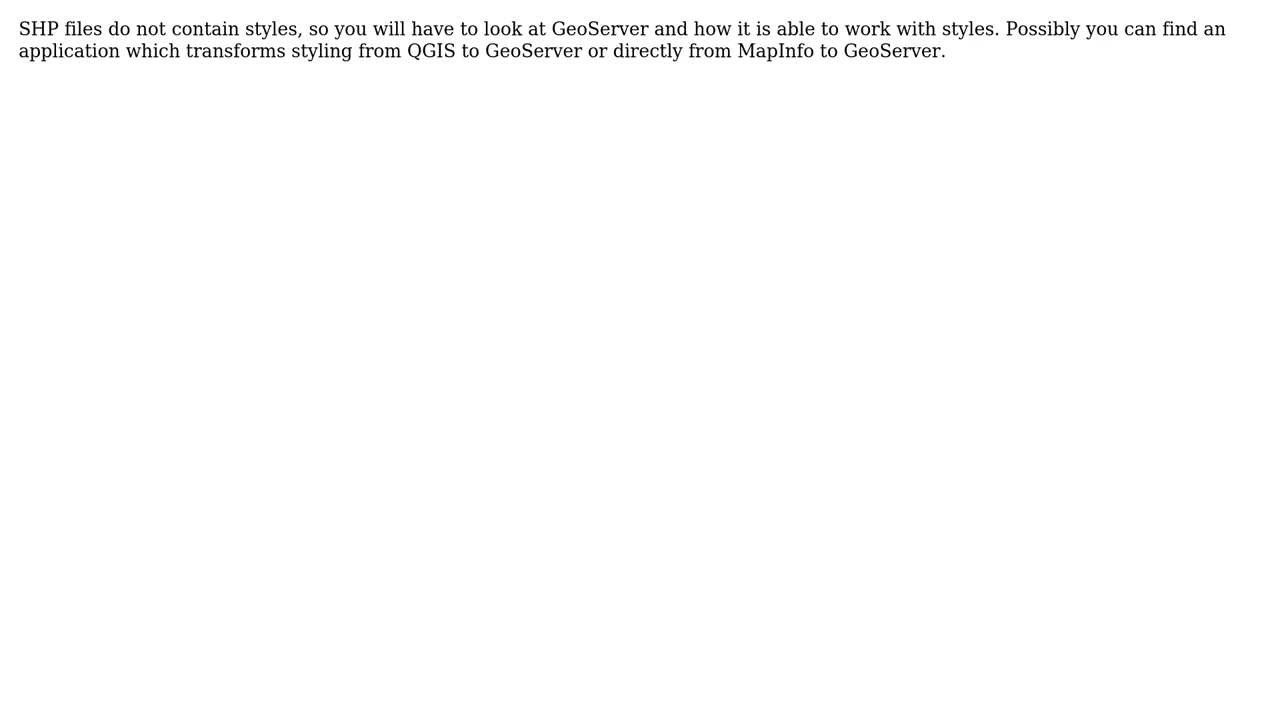 SHP files do not contain styles, so you will have to look at GeoServer and how it is able to work with styles. Possibly you can find an
application which transforms styling from QGIS to GeoServer or directly from MapInfo to GeoServer.